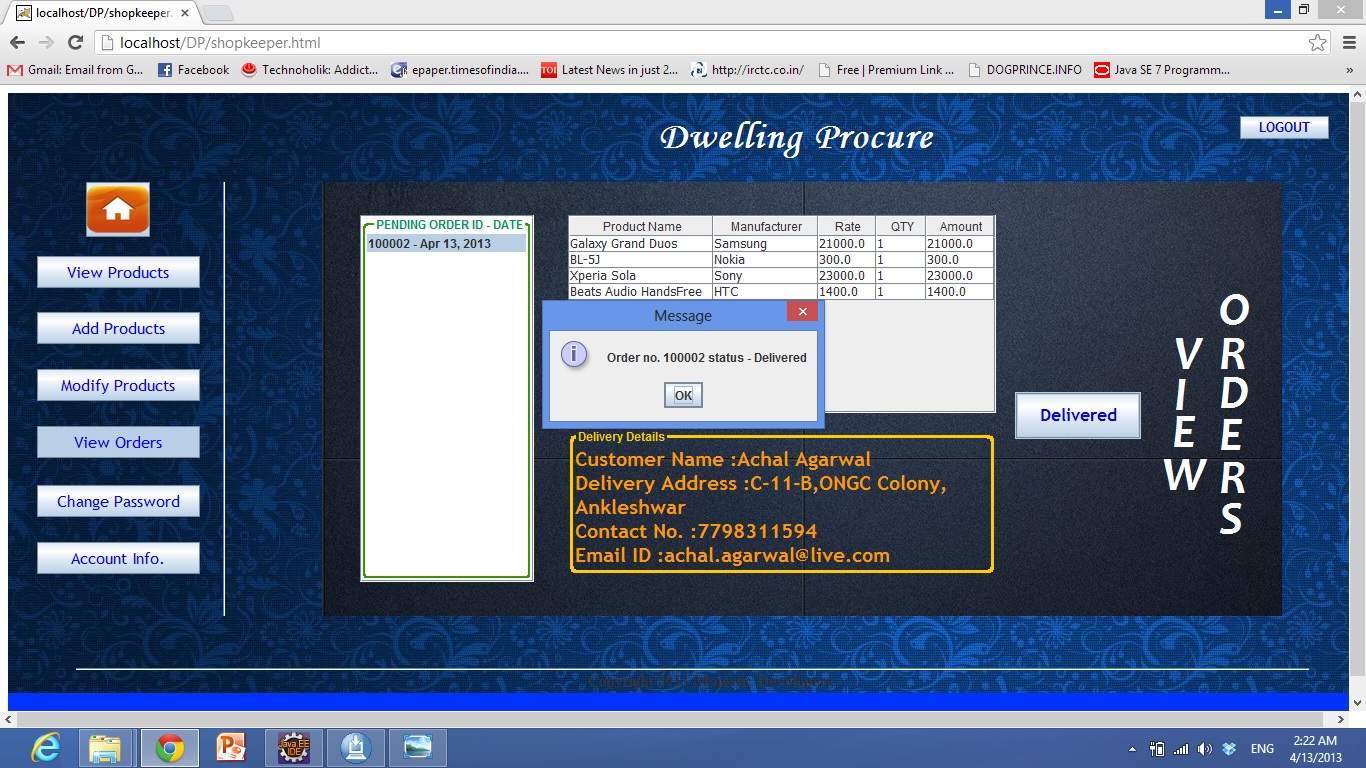 localhost/DP/shopkeeper.
localhost/DP/shopkeeper.html
Gmail: Email from G... Facebook Technoholik: Addict... epaper.timesofindia.... TOI Latest News in just 2... http://irctc.co.in/ Free | Premium Link ... DOGPRINCE.INFO Java SE 7 Programm... »
Dwelling Procure
LOGOUT
View Products
Add Products
Modify Products
View Orders
Change Password
Account Info.
PENDING ORDER ID - DATE
100002 - Apr 13, 2013
Product Name Manufacturer Rate QTY Amount
Galaxy Grand Duos Samsung 21000.0 1 21000.0
BL-5J Nokia 300.0 1 300.0
Xperia Sola Sony 23000.0 1 23000.0
Beats Audio HandsFree HTC 1400.0 1 1400.0
Message
Order no. 100002 status - Delivered
OK
Delivered
VIEW
ORDERS
Delivery Details
Customer Name :Achal Agarwal
Delivery Address :C-11-B,ONGC Colony,
Ankleshwar
Contact No. :7798311594
Email ID :achal.agarwal@live.com
Java EE
IDE
ENG
2:22 AM
4/13/2013